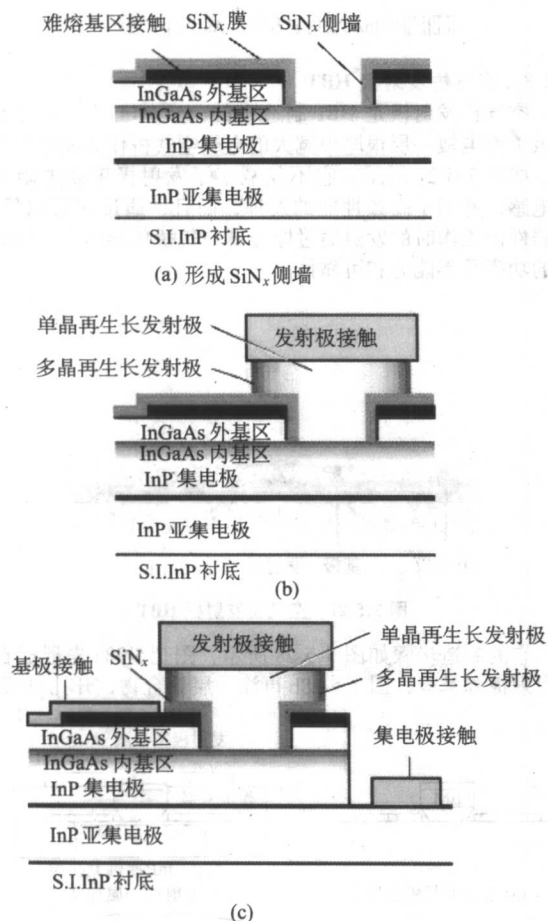 难熔基区接触 SiNₓ膜 SiNₓ侧墙
InGaAs 外基区
InGaAs 内基区
InP 集电极
InP 亚集电极
S.I.InP 衬底
(a) 形成 SiNₓ侧墙
单晶再生长发射极
发射极接触
多晶再生长发射极
InGaAs 外基区
InGaAs 内基区
InP 集电极
InP 亚集电极
S.I.InP 衬底
(b)
发射极接触
单晶再生长发射极
SiNₓ
基极接触
多晶再生长发射极
InGaAs 外基区
集电极接触
InGaAs 内基区
InP 集电极
InP 亚集电极
S.I.InP 衬底
(c)